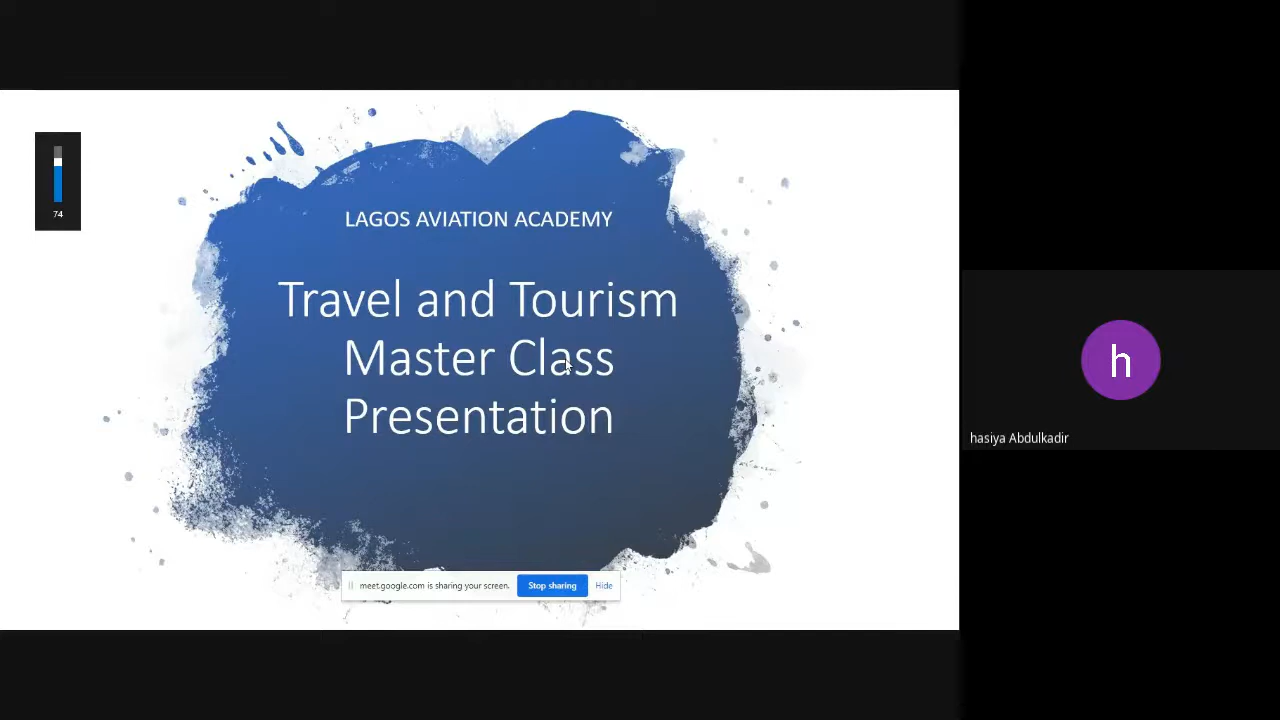 74
LAGOS AVIATION ACADEMY
Travel and Tourism
Master Class
Presentation
h
hasiya Abdulkadir
meet.google.com is sharing your screen.
Stop sharing
Hide